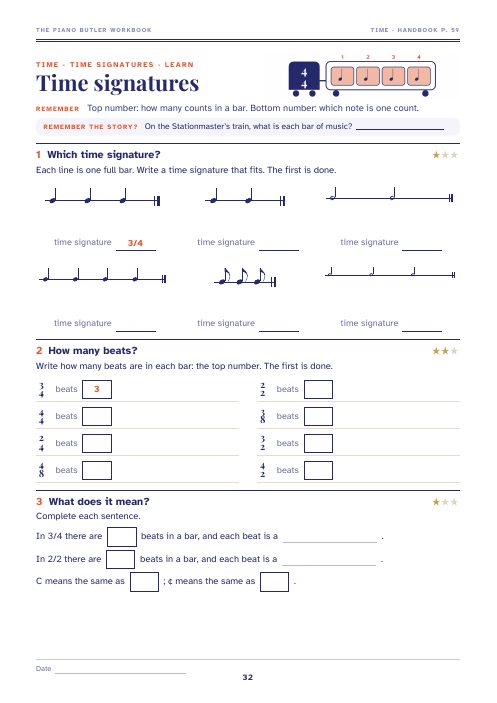 THE PIANO BUTLER WORKBOOK TIME · HANDBOOK P. 59
TIME · TIME SIGNATURES · LEARN
Time signatures
1 2 3 4
4
4
REMEMBER Top number: how many counts in a bar. Bottom number: which note is one count.
REMEMBER THE STORY? On the Stationmaster's train, what is each bar of music?
1 Which time signature?
Each line is one full bar. Write a time signature that fits. The first is done.
time signature 3/4 time signature time signature
time signature time signature time signature
2 How many beats?
Write how many beats are in each bar: the top number. The first is done.
3
4 beats 3
2
2 beats
4
4 beats
3
8 beats
2
4 beats
3
2 beats
4
8 beats
4
2 beats
3 What does it mean?
Complete each sentence.
In 3/4 there are beats in a bar, and each beat is a .
In 2/2 there are beats in a bar, and each beat is a .
C means the same as ; ¢ means the same as .
Date
32